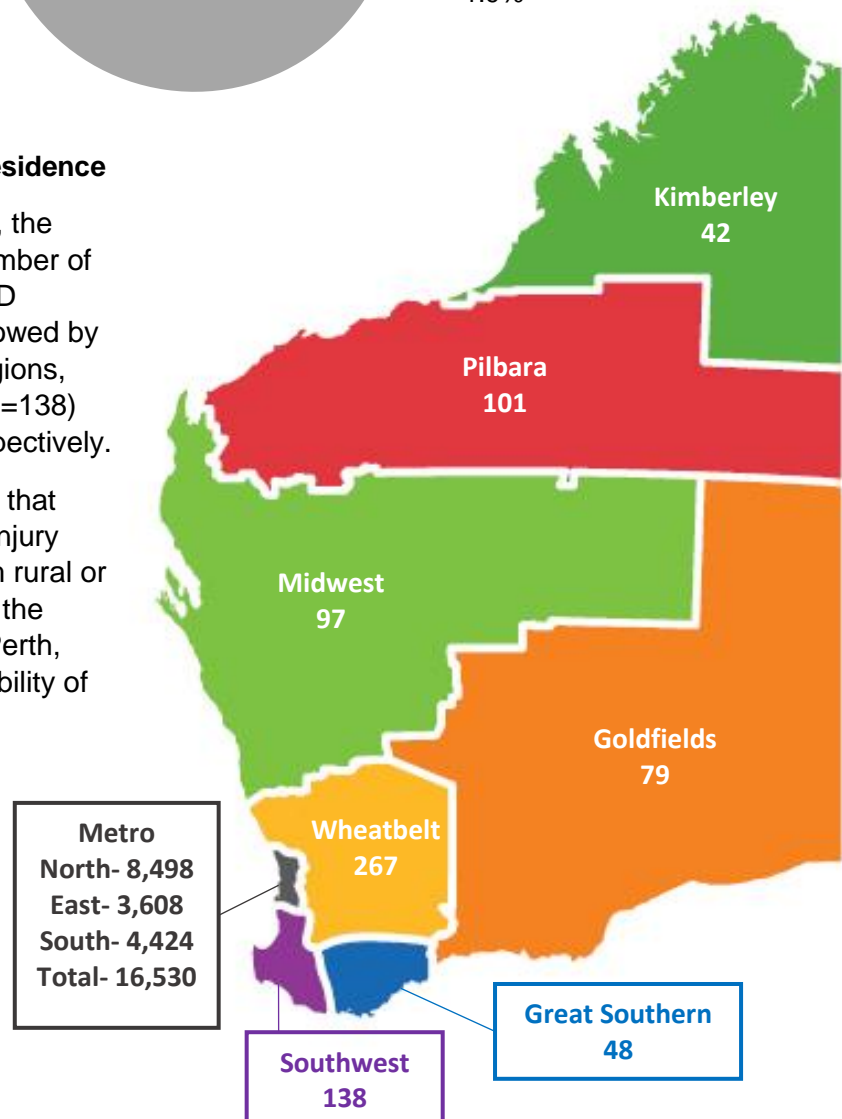 esidence
, the
mber of
D
owed by
gions,
=138)
pectively.
that
njury
n rural or
the
Perth,
bility of
Kimberley
42
Pilbara
101
Midwest
97
Goldfields
79
Wheatbelt
267
Metro
North- 8,498
East- 3,608
South- 4,424
Total- 16,530
Great Southern
48
Southwest
138